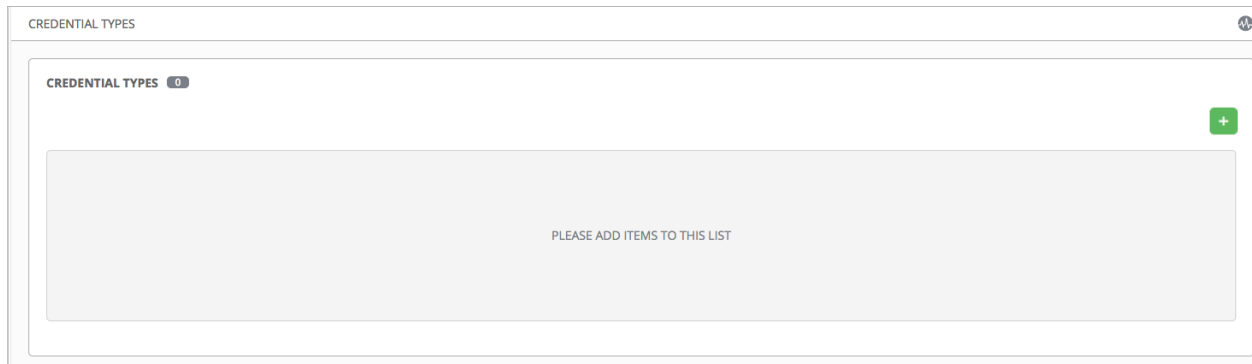 CREDENTIAL TYPES
CREDENTIAL TYPES 0
+
PLEASE ADD ITEMS TO THIS LIST